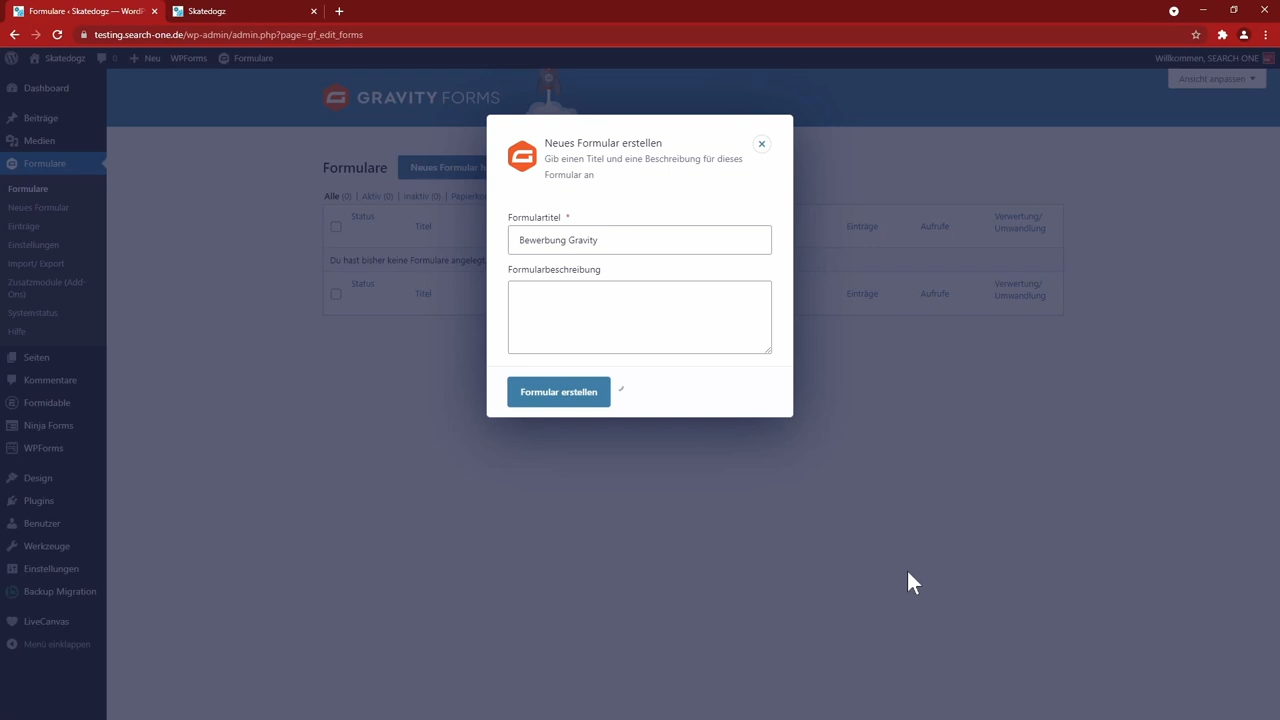 Formulare ‹ Skatedogz — WordP
Skatedogz
testing.search-one.de/wp-admin/admin.php?page=gf_edit_forms
Skatedogz
0
Neu
WPForms
Formulare
Willkommen, SEARCH ONE
Ansicht anpassen
Dashboard
Beiträge
Medien
Formulare
Formulare
Neues Formular
Einträge
Einstellungen
Import/ Export
Zusatzmodule (Add-
Ons)
Systemstatus
Hilfe
Seiten
Kommentare
Formidable
Ninja Forms
WPForms
Design
Plugins
Benutzer
Werkzeuge
Einstellungen
Backup Migration
LiveCanvas
Menü einklappen
GRAVITY FORMS
Formulare
Neues Formular
Alle (0) | Aktiv (0) | Inaktiv (0) |
Status
Titel
Einträge
Aufrufe
Verwertung/
Umwandlung
Du hast bisher keine Formulare angelegt.
Status
Titel
Einträge
Aufrufe
Verwertung/
Umwandlung
Neues Formular erstellen
Gib einen Titel und eine Beschreibung für dieses
Formular an
Formulartitel *
Bewerbung Gravity
Formularbeschreibung
Formular erstellen